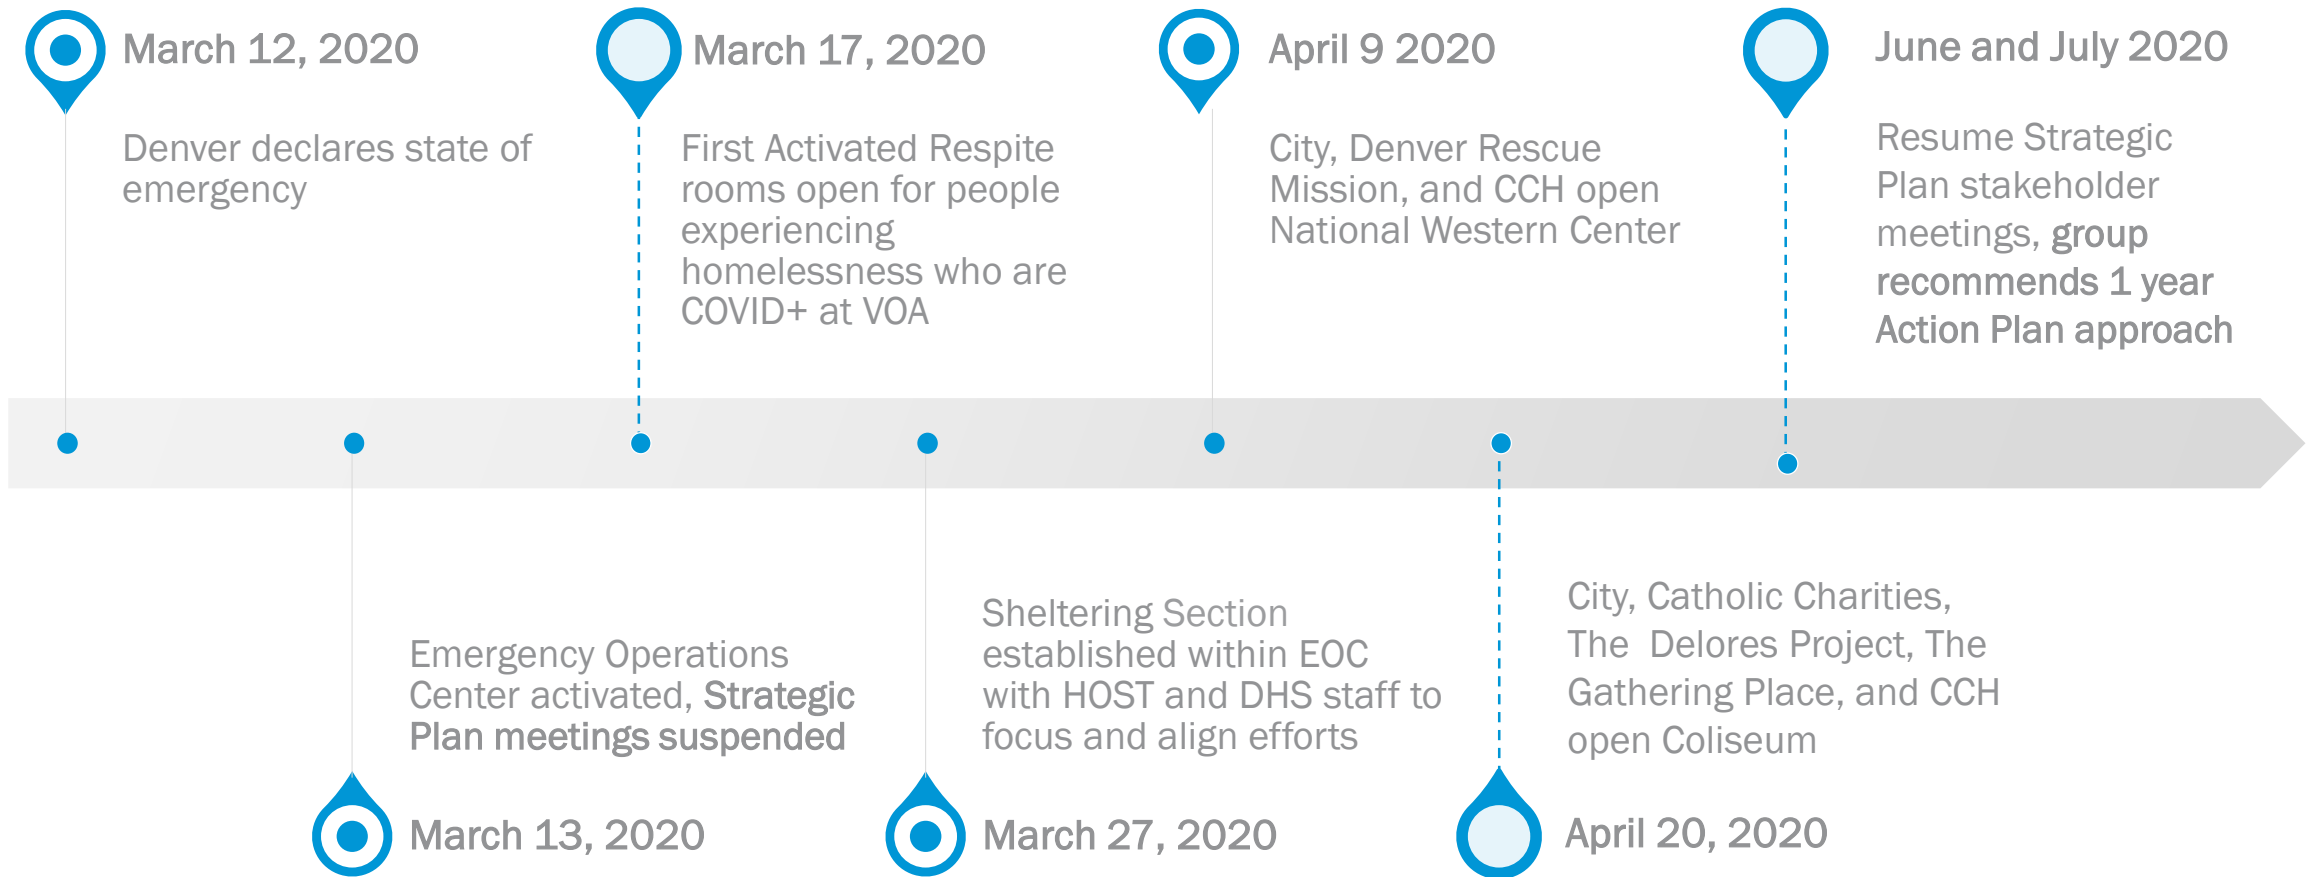 March 12, 2020
Denver declares state of
emergency
March 13, 2020
Emergency Operations
Center activated, Strategic
Plan meetings suspended
March 17, 2020
First Activated Respite
rooms open for people
experiencing
homelessness who are
COVID+ at VOA
March 27, 2020
Sheltering Section
established within EOC
with HOST and DHS staff to
focus and align efforts
April 9 2020
City, Denver Rescue
Mission, and CCH open
National Western Center
April 20, 2020
City, Catholic Charities,
The  Delores Project, The
Gathering Place, and CCH
open Coliseum
June and July 2020
Resume Strategic
Plan stakeholder
meetings, group
recommends 1 year
Action Plan approach